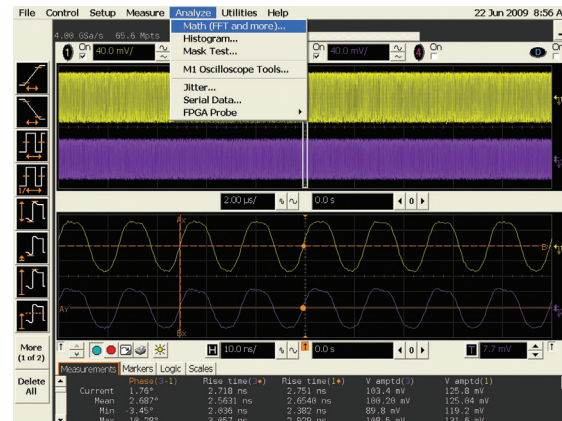 File Control Setup Measure Analyze Utilities Help 22 Jun 2009 8:56 A
4.00 GSa/s 65.6 Mpts
Math (FFT and more)...
Histogram...
Mask Test...
M1 Oscilloscope Tools...
Jitter...
Serial Data...
FPGA Probe
1 On 40.0 mV/
On 40.0 mV/ 4 On
2.00 µs/ 0.0 s 0
Ax
By
Ay
Bx
More
(1 of 2)
Delete
All
H 10.0 ns/ 0.0 s 0 T 7.7 mV
Measurements Markers Logic Scales
Phase(3-1) Rise time(3) Rise time(1) V amptd(3) V amptd(1)
Current 1.76° 2.718 ns 2.751 ns 103.4 mV 125.8 mV
Mean 2.687° 2.5631 ns 2.6540 ns 100.20 mV 125.04 mV
Min -3.45° 2.036 ns 2.382 ns 89.8 mV 119.2 mV